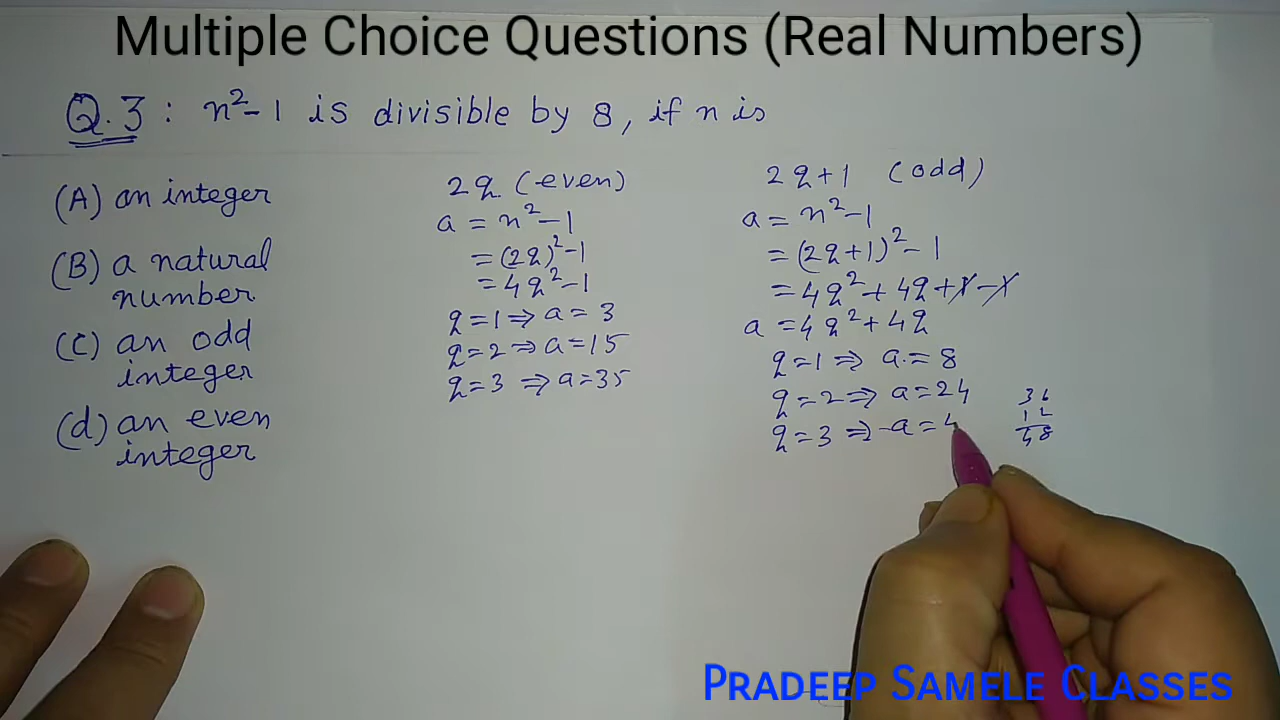 Multiple Choice Questions (Real Numbers)
Q.3 : n²-1 is divisible by 8, if n is
(A) an integer
(B) a natural
number
(C) an odd
integer
(d) an even
integer
2q (even)
a = n²-1
= (2q)²-1
= 4q²-1
q=1 ⇒ a= 3
q=2 ⇒ a=15
q=3 ⇒ a=35
2q+1 (odd)
a = n²-1
= (2q+1)²-1
= 4q²+4q+1-1
a = 4q²+4q
q=1 ⇒ a=8
q=2 ⇒ a=24
q=3 ⇒ a=4
36
12
48
PRADEEP SAMELE CLASSES